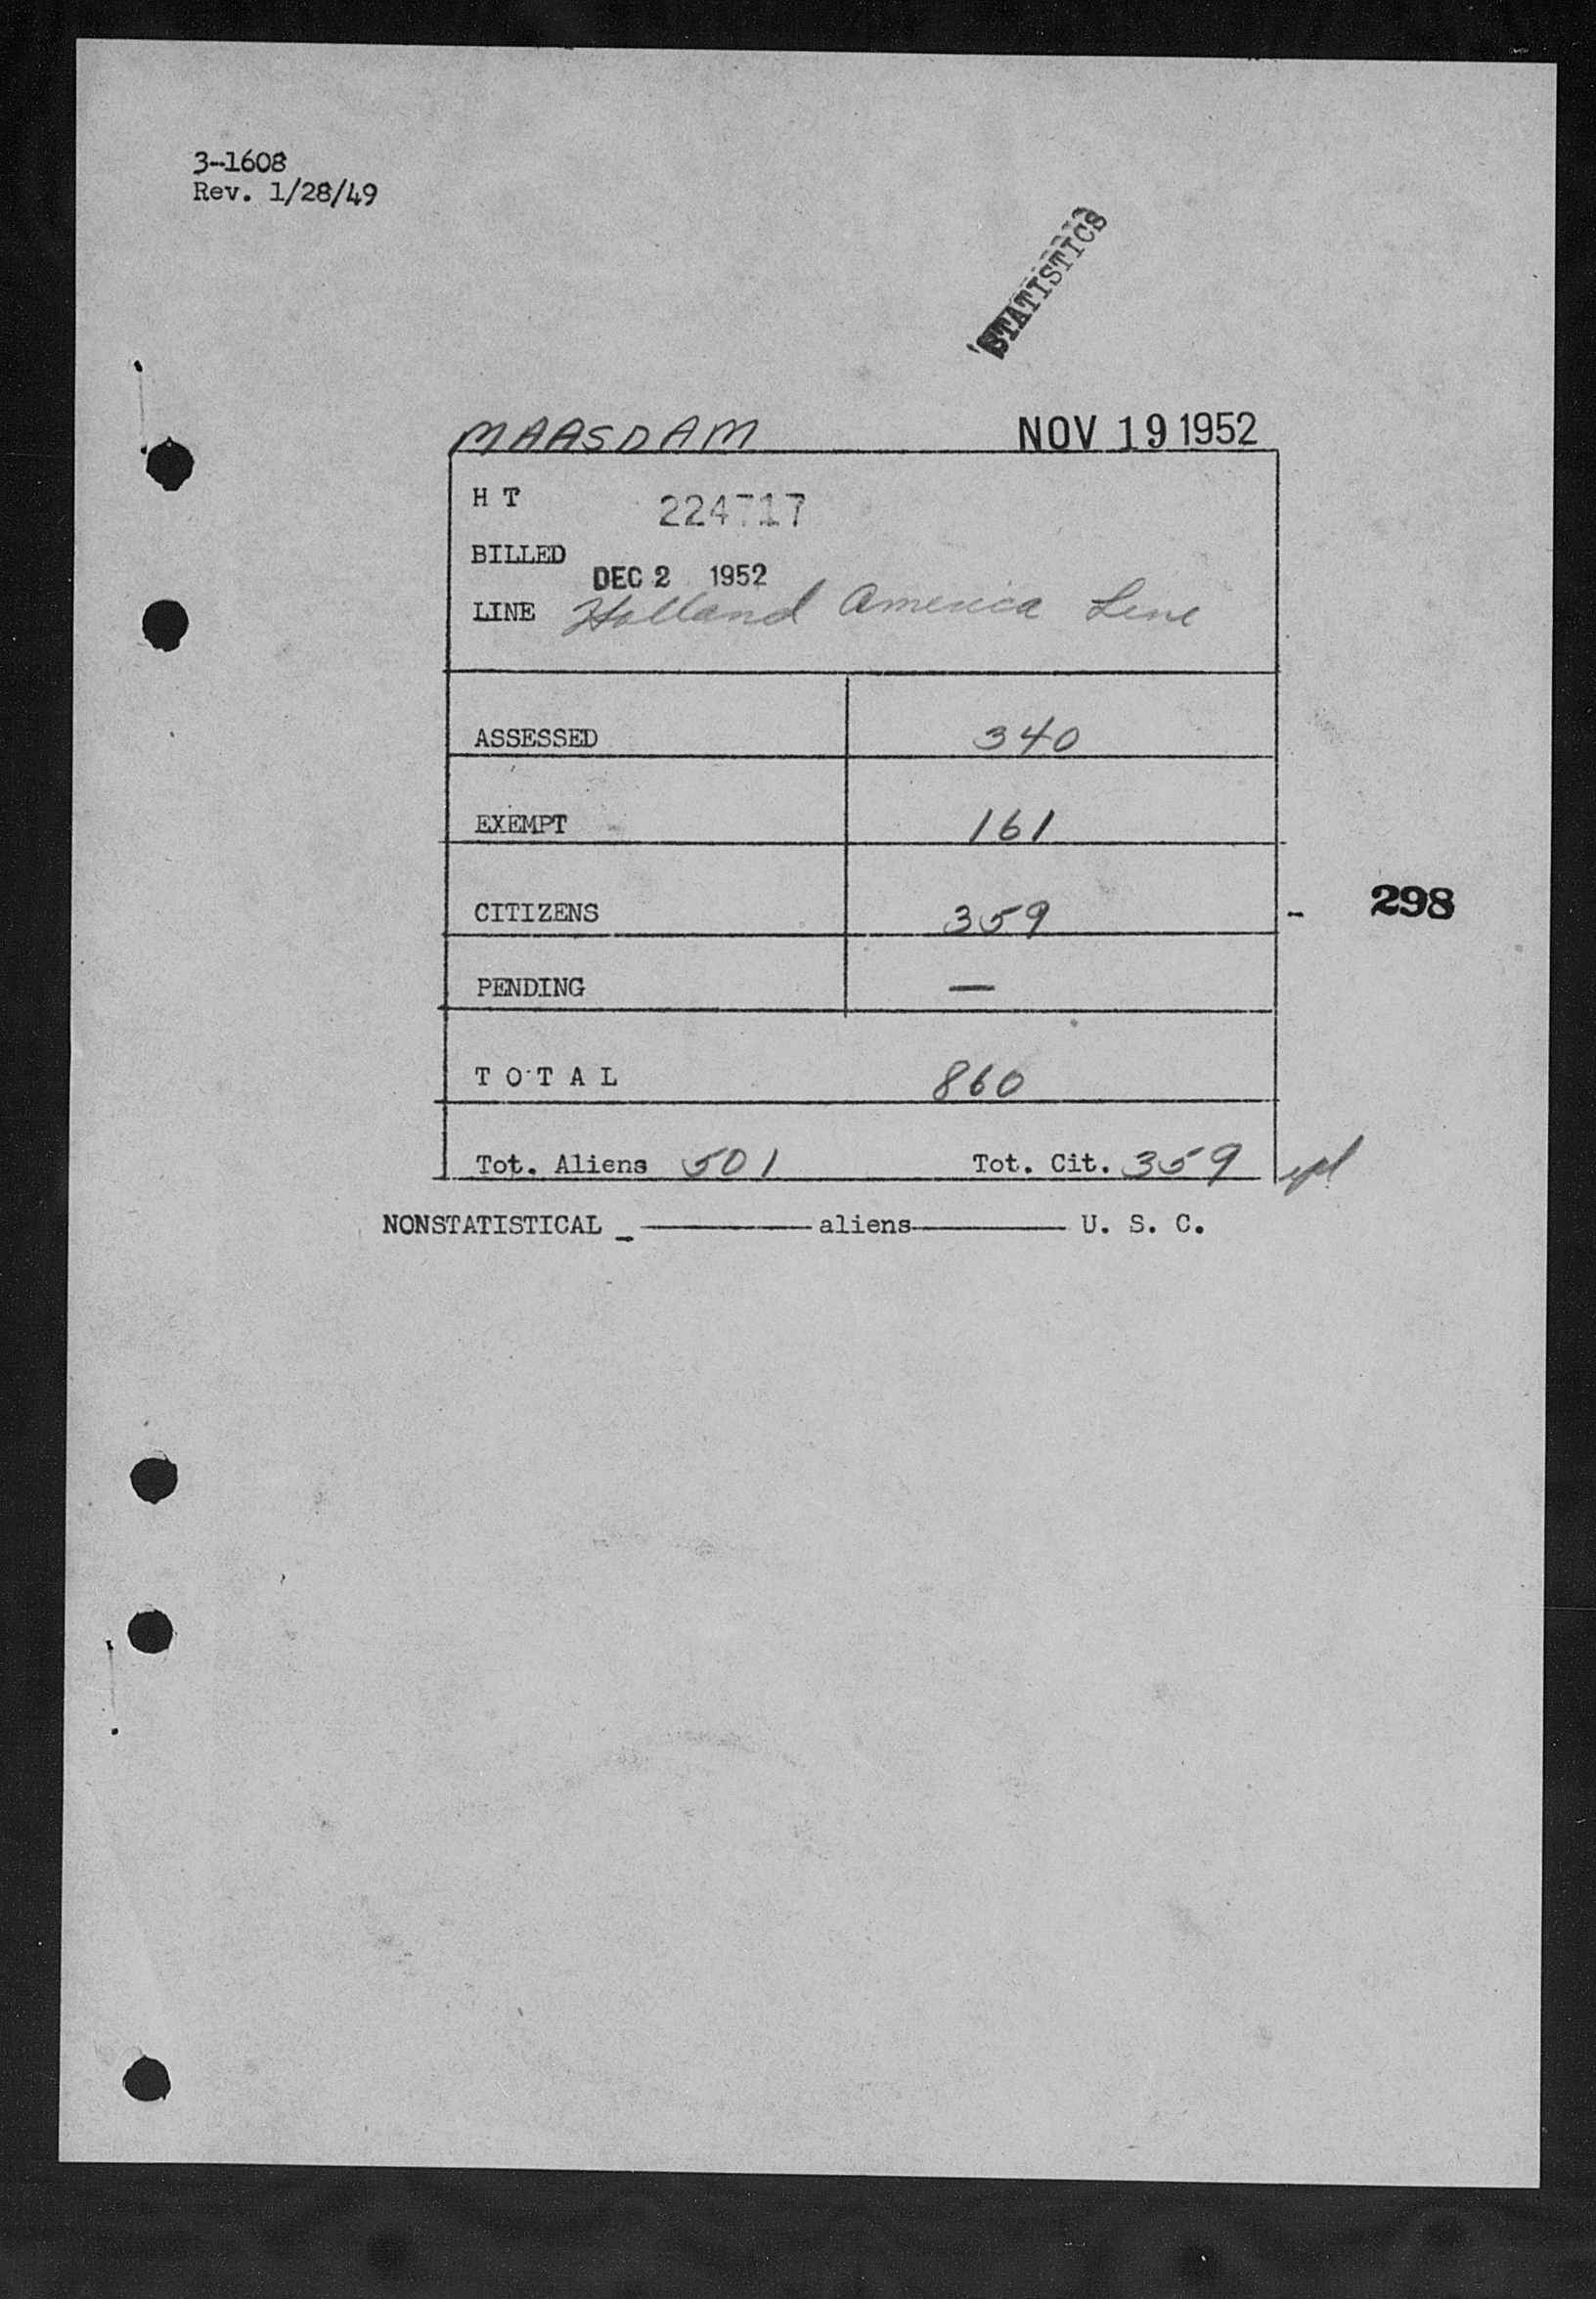 3-1608
Rev. 1/28/49
STATISTICS
MAASDAM NOV 19 1952
H T 224717
BILLED DEC 2 1952
LINE Holland America Line
ASSESSED 340
EXEMPT 161
CITIZENS 359 - 298
PENDING —
T O T A L 860
Tot. Aliens 501 Tot. Cit. 359
NONSTATISTICAL _ ——— aliens ——— U. S. C.